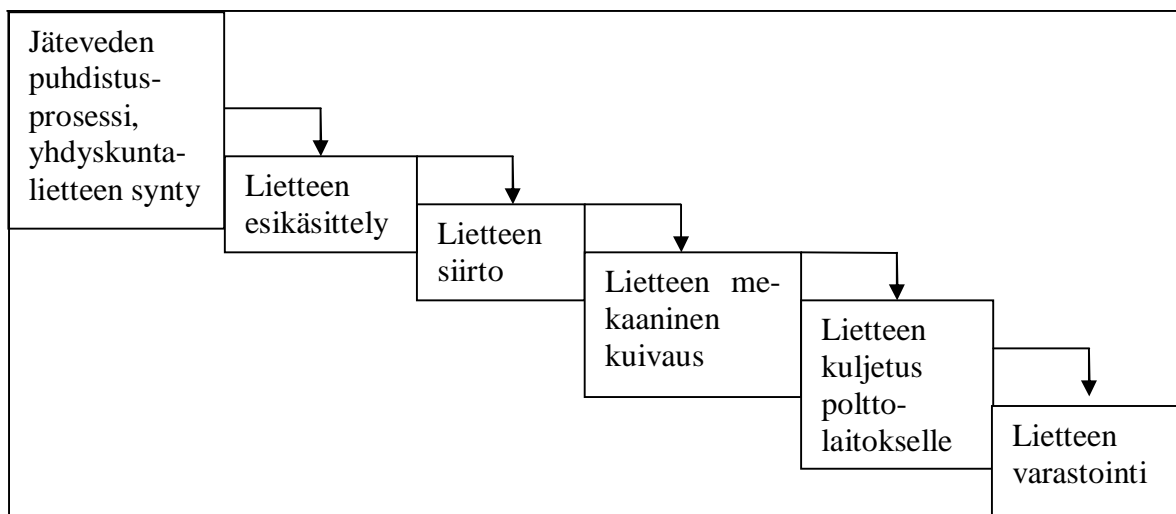 Jäteveden
puhdistus-
prosessi,
yhdyskunta-
lietteen synty
Lietteen
esikäsittely
Lietteen
siirto
Lietteen me-
kaaninen
kuivaus
Lietteen
kuljetus
poltto-
laitokselle
Lietteen
varastointi